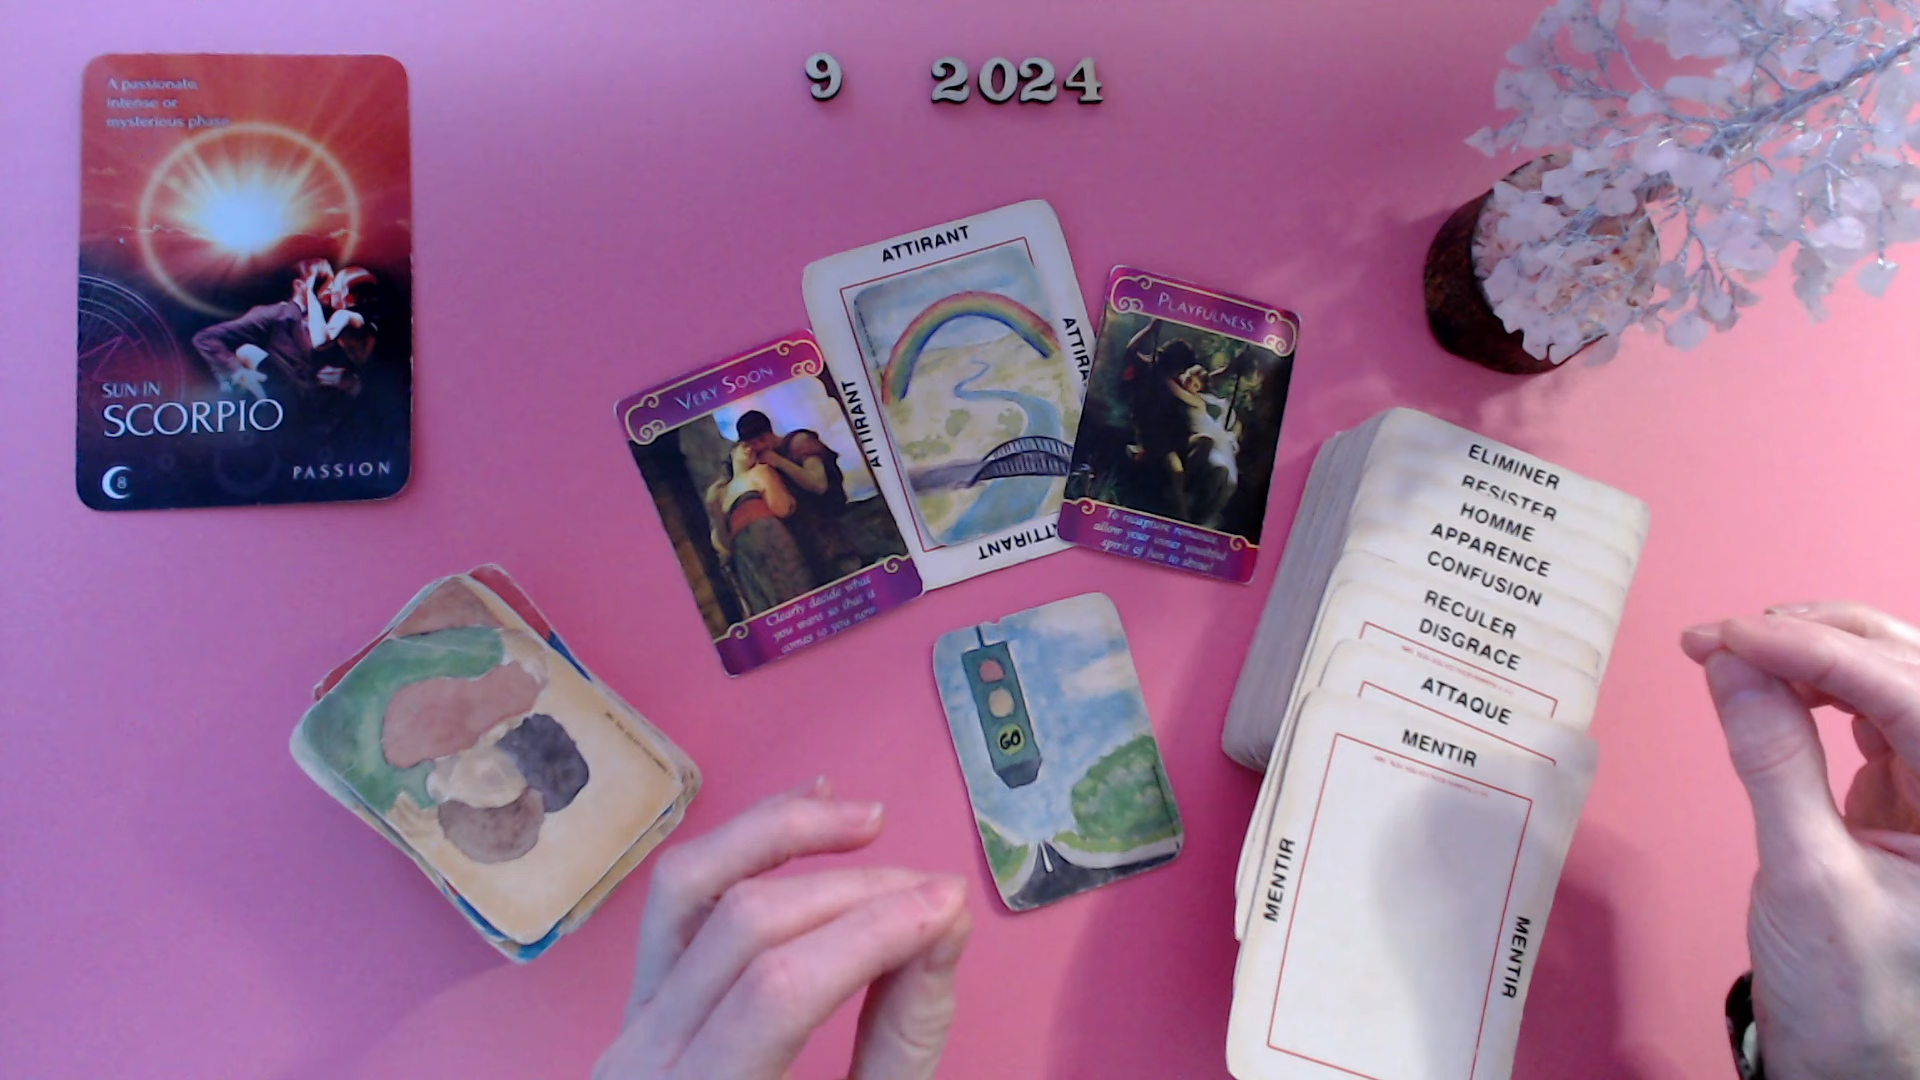 A passionate,
intense or
mysterious phase
SUN IN
SCORPIO
8
PASSION
9 2024
VERY SOON
Clearly decide what
you want so that it
comes to you now
ATTIRANT
ATTIRANT
ATTIRA
ATTIRANT
PLAYFULNESS
To recapture romance,
allow your inner youthful
spirit of fun to shine!
GO
ELIMINER
RESISTER
HOMME
APPARENCE
CONFUSION
RECULER
DISGRACE
ATTAQUE
MENTIR
MENTIR
MENTIR